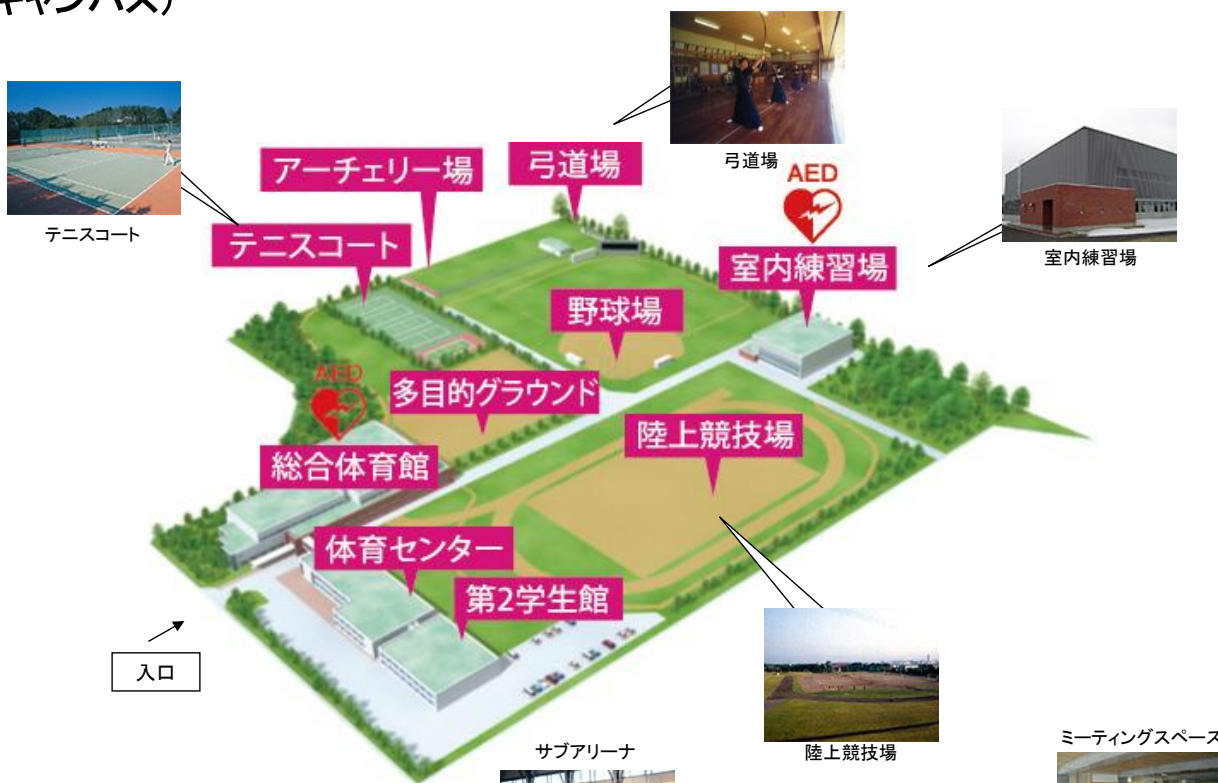 キャンパス)
弓道場
AED
アーチェリー場
弓道場
テニスコート
テニスコート
室内練習場
室内練習場
野球場
AED
多目的グラウンド
陸上競技場
総合体育館
体育センター
第2学生館
入口
陸上競技場
サブアリーナ
ミーティングスペース